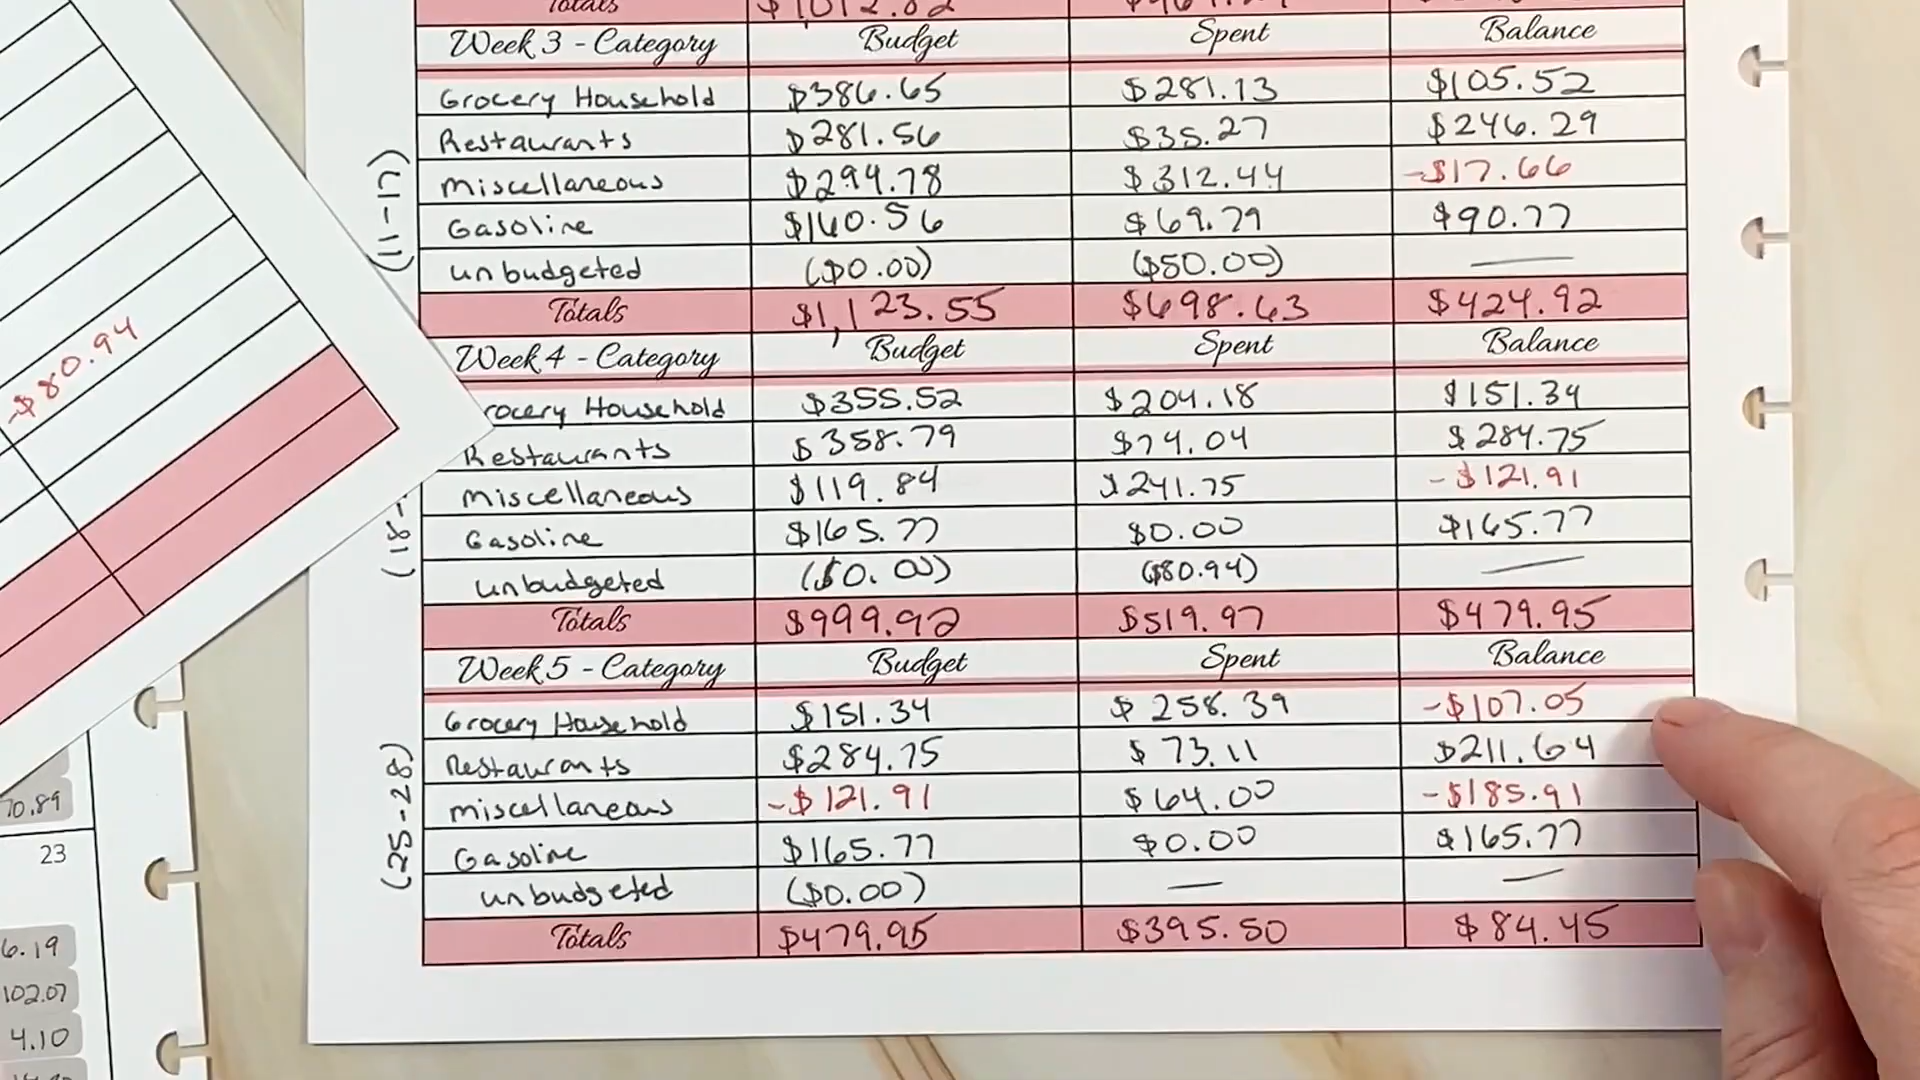 Totals $1,012.82
Week 3 - Category Budget Spent Balance
Grocery Household $386.65 $281.13 $105.52
Restaurants $281.56 $35.27 $246.29
Miscellaneous $294.78 $312.44 -$17.66
Gasoline $160.56 $69.79 $90.77
unbudgeted ($0.00) ($50.00) —
Totals $1,123.55 $698.63 $424.92
(11-17)
Week 4 - Category Budget Spent Balance
rocery Household $355.52 $204.18 $151.34
Restaurants $358.79 $74.04 $284.75
Miscellaneous $119.84 $241.75 -$121.91
Gasoline $165.77 $0.00 $165.77
unbudgeted ($0.00) ($80.94) —
Totals $999.92 $519.97 $479.95
(18-
Week 5 - Category Budget Spent Balance
Grocery Household $151.34 $258.39 -$107.05
Restaurants $284.75 $73.11 $211.64
Miscellaneous -$121.91 $64.00 -$185.91
Gasoline $165.77 $0.00 $165.77
unbudgeted ($0.00) — —
Totals $479.95 $395.50 $84.45
(25-28)
-$80.94
70.89
23
6.19
102.07
4.10